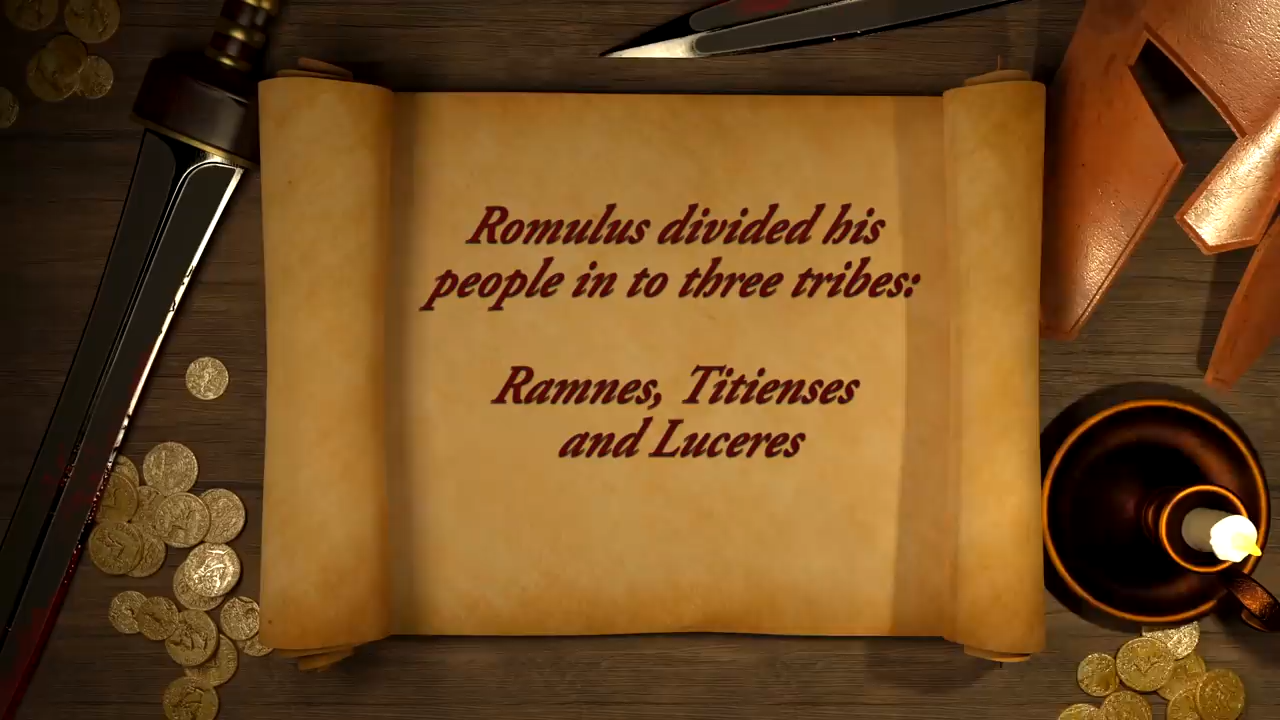 Romulus divided his
people in to three tribes:
Ramnes, Titienses
and Luceres